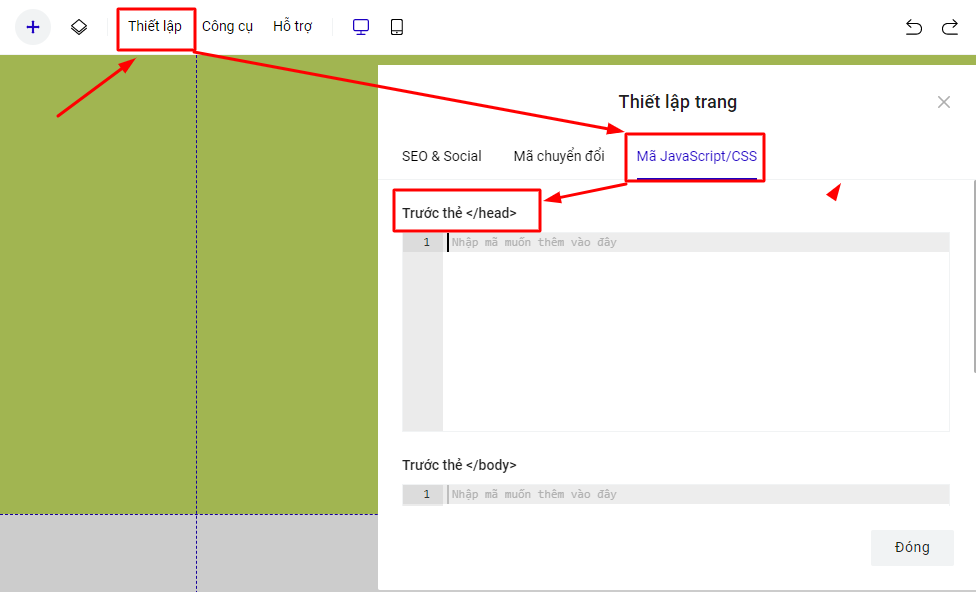 Thiết lập Công cụ Hỗ trợ
Thiết lập trang
SEO & Social Mã chuyển đổi Mã JavaScript/CSS
Trước thẻ </head>
1 Nhập mã muốn thêm vào đây
Trước thẻ </body>
1 Nhập mã muốn thêm vào đây
Đóng